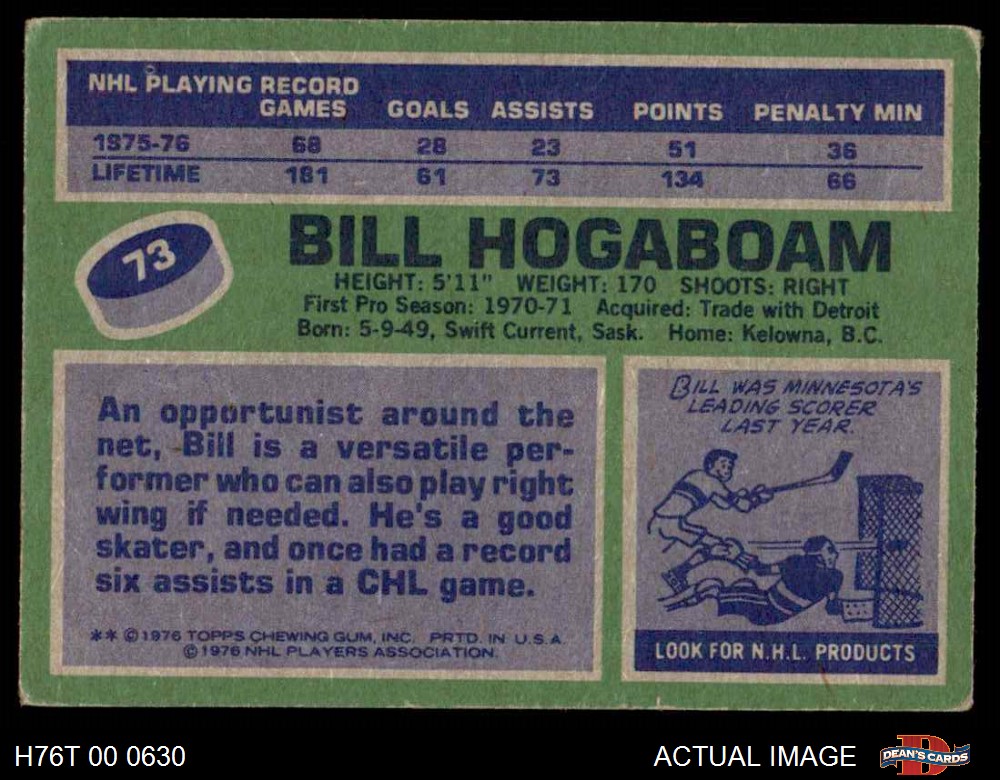 NHL PLAYING RECORD
GAMES GOALS ASSISTS POINTS PENALTY MIN
1975-76 68 28 23 51 36
LIFETIME 181 61 73 134 66
73
BILL HOGABOAM
HEIGHT: 5'11" WEIGHT: 170 SHOOTS: RIGHT
First Pro Season: 1970-71 Acquired: Trade with Detroit
Born: 5-9-49, Swift Current, Sask. Home: Kelowna, B.C.
An opportunist around the
net, Bill is a versatile per-
former who can also play right
wing if needed. He's a good
skater, and once had a record
six assists in a CHL game.
** ©1976 TOPPS CHEWING GUM, INC. PRTD. IN U.S.A.
©1976 NHL PLAYERS ASSOCIATION.
BILL WAS MINNESOTA'S
LEADING SCORER
LAST YEAR.
LOOK FOR N.H.L. PRODUCTS
H76T 00 0630
ACTUAL IMAGE
D
DEAN'S CARDS